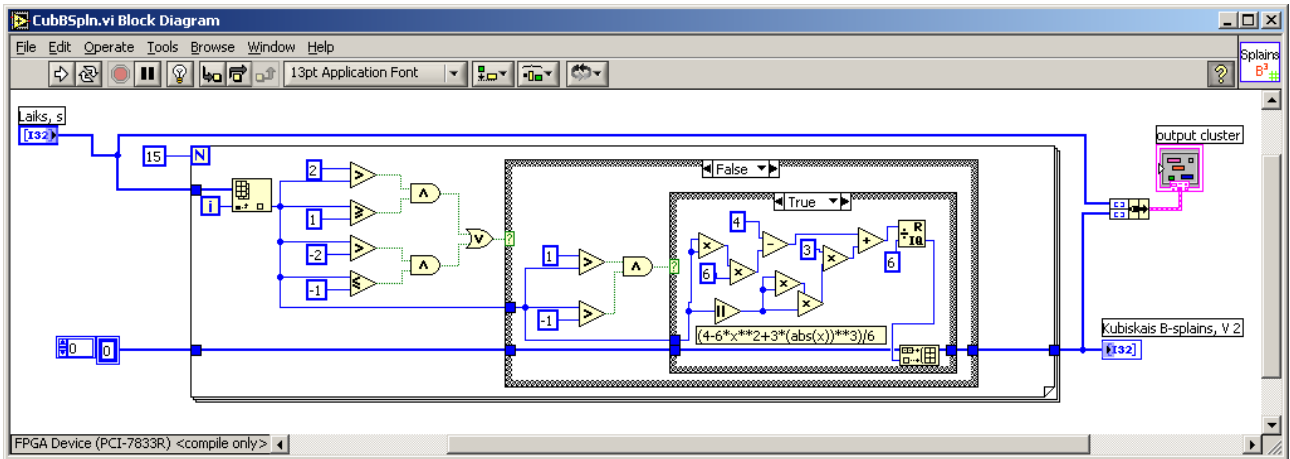 CubBSpln.vi Block Diagram
File Edit Operate Tools Browse Window Help
13pt Application Font
?
Splains
B³
#
Laiks, s
[I32]
15
N
i
2
>
∧
1
≥
-2
>
∧
-1
≤
∨
?
False
1
>
∧
-1
>
?
True
4
-
×
6
×
3
×
+
÷ R
IQ
6
×
×
||
(4-6*x**2+3*(abs(x))**3)/6
0
0
output cluster
Kubiskais B-splains, V 2
[I32]
FPGA Device (PCI-7833R) <compile only>